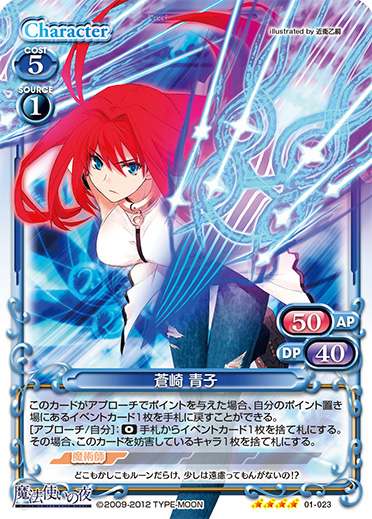 Character
illustrated by 近衛乙嗣
COST
5
SOURCE
1
50 AP
DP 40
蒼崎 青子
このカードがアプローチでポイントを与えた場合、自分のポイント置き
場にあるイベントカード1枚を手札に戻すことができる。
[アプローチ/自分]:0 手札からイベントカード1枚を捨て札にする。
その場合、このカードを妨害しているキャラ1枚を捨て札にする。
魔術師
どこもかしこもルーンだらけ、少しは遠慮ってもんがないの!?
魔法使いの夜
©2009-2012 TYPE-MOON
01-023